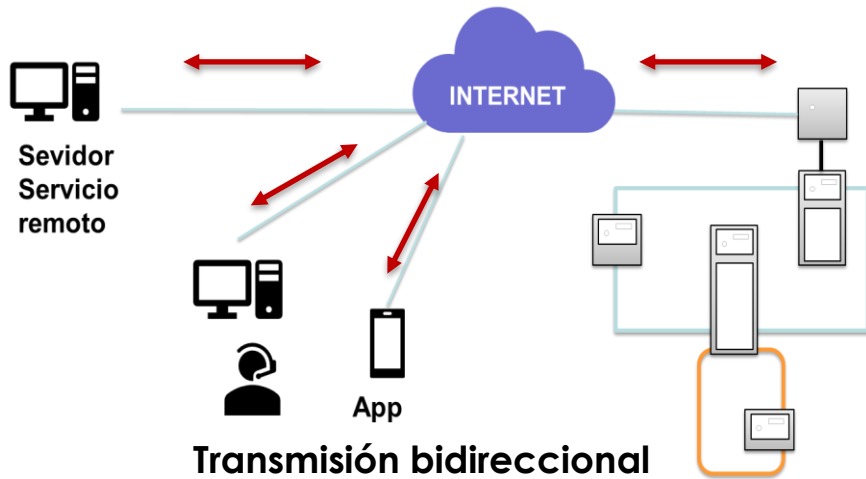 INTERNET
Sevidor
Servicio
remoto
App
Transmisión bidireccional